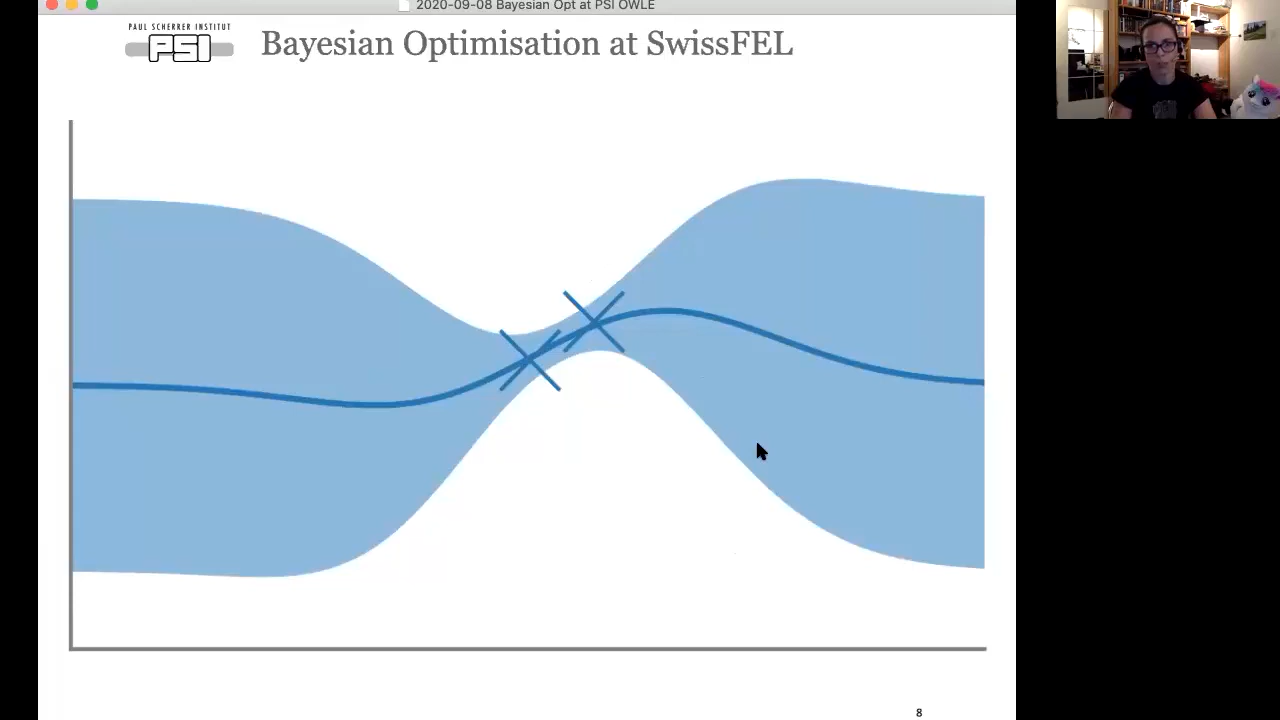 2020-09-08 Bayesian Opt at PSI OWLE
PAUL SCHERRER INSTITUT
PSI
Bayesian Optimisation at SwissFEL
8